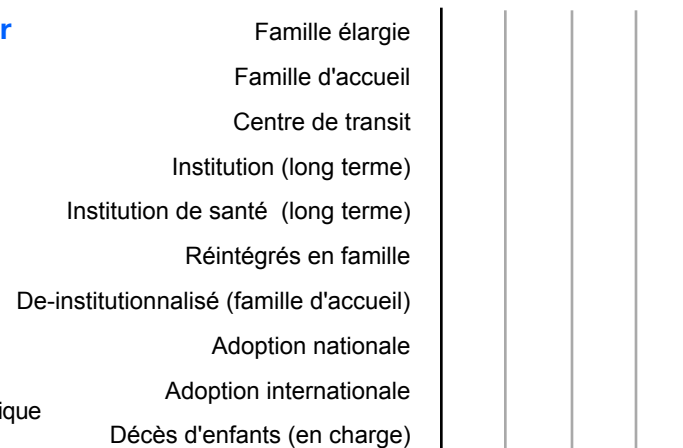 Famille élargie
Famille d'accueil
Centre de transit
Institution (long terme)
Institution de santé (long terme)
Réintégrés en famille
De-institutionnalisé (famille d'accueil)
Adoption nationale
Adoption internationale
Décès d'enfants (en charge)